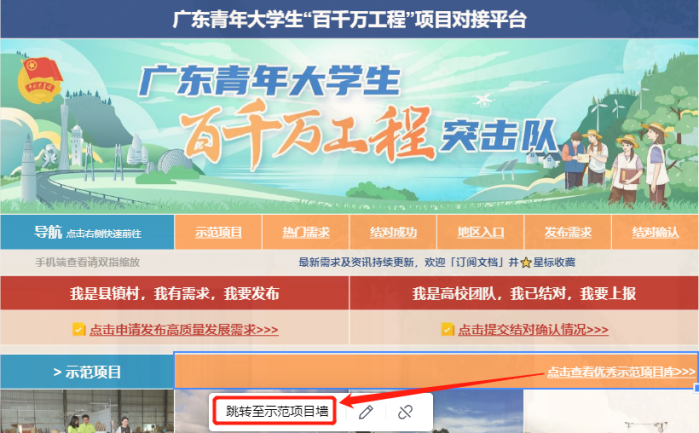 广东青年大学生“百千万工程”项目对接平台
广东青年大学生
百千万工程突击队
导航 点击右侧快速前往 示范项目 热门需求 结对成功 地区入口 发布需求 结对确认
手机端查看请双指缩放 最新需求及资讯持续更新，欢迎「订阅文档」并⭐星标收藏
我是县镇村，我有需求，我要发布 我是高校团队，我已结对，我要上报
点击申请发布高质量发展需求>>> 点击提交结对确认情况>>>
> 示范项目 点击查看优秀示范项目库>>>
跳转至示范项目墙